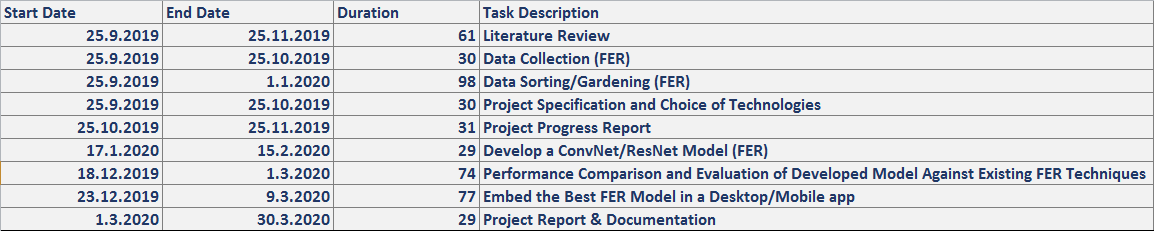 Start Date End Date Duration Task Description
25.9.2019 25.11.2019 61 Literature Review
25.9.2019 25.10.2019 30 Data Collection (FER)
25.9.2019 1.1.2020 98 Data Sorting/Gardening (FER)
25.9.2019 25.10.2019 30 Project Specification and Choice of Technologies
25.10.2019 25.11.2019 31 Project Progress Report
17.1.2020 15.2.2020 29 Develop a ConvNet/ResNet Model (FER)
18.12.2019 1.3.2020 74 Performance Comparison and Evaluation of Developed Model Against Existing FER Techniques
23.12.2019 9.3.2020 77 Embed the Best FER Model in a Desktop/Mobile app
1.3.2020 30.3.2020 29 Project Report & Documentation